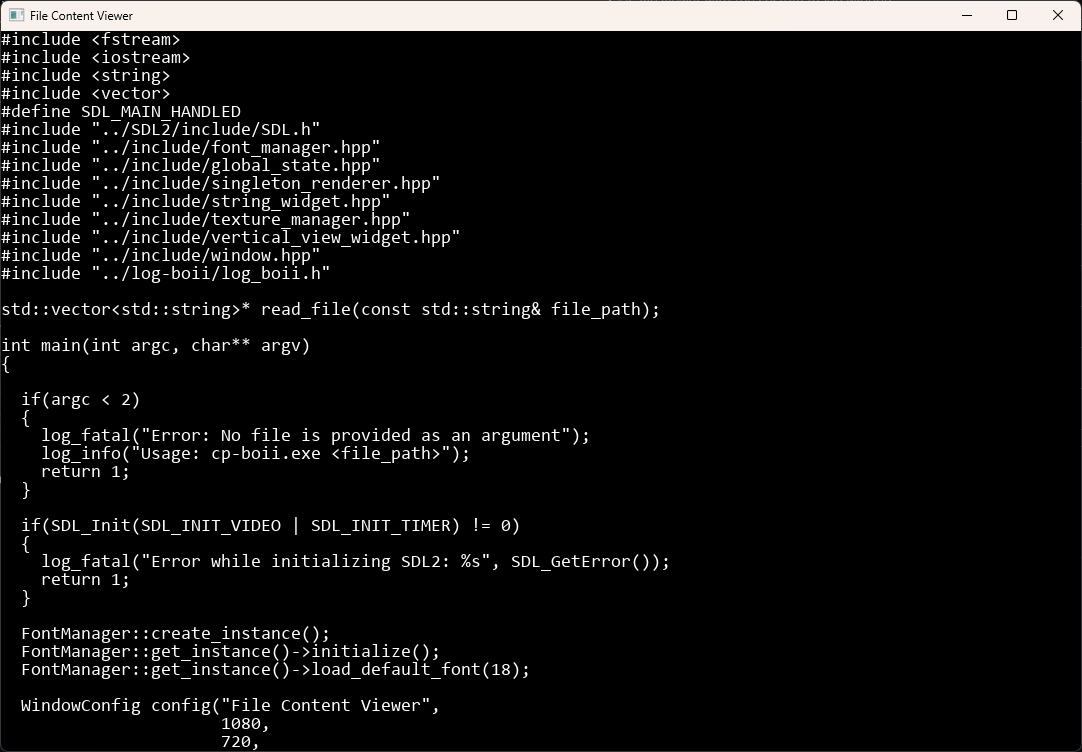 File Content Viewer
#include <fstream>
#include <iostream>
#include <string>
#include <vector>
#define SDL_MAIN_HANDLED
#include "../SDL2/include/SDL.h"
#include "../include/font_manager.hpp"
#include "../include/global_state.hpp"
#include "../include/singleton_renderer.hpp"
#include "../include/string_widget.hpp"
#include "../include/texture_manager.hpp"
#include "../include/vertical_view_widget.hpp"
#include "../include/window.hpp"
#include "../log-boii/log_boii.h"

std::vector<std::string>* read_file(const std::string& file_path);

int main(int argc, char** argv)
{

  if(argc < 2)
  {
    log_fatal("Error: No file is provided as an argument");
    log_info("Usage: cp-boii.exe <file_path>");
    return 1;
  }

  if(SDL_Init(SDL_INIT_VIDEO | SDL_INIT_TIMER) != 0)
  {
    log_fatal("Error while initializing SDL2: %s", SDL_GetError());
    return 1;
  }

  FontManager::create_instance();
  FontManager::get_instance()->initialize();
  FontManager::get_instance()->load_default_font(18);

  WindowConfig config("File Content Viewer",
                      1080,
                      720,